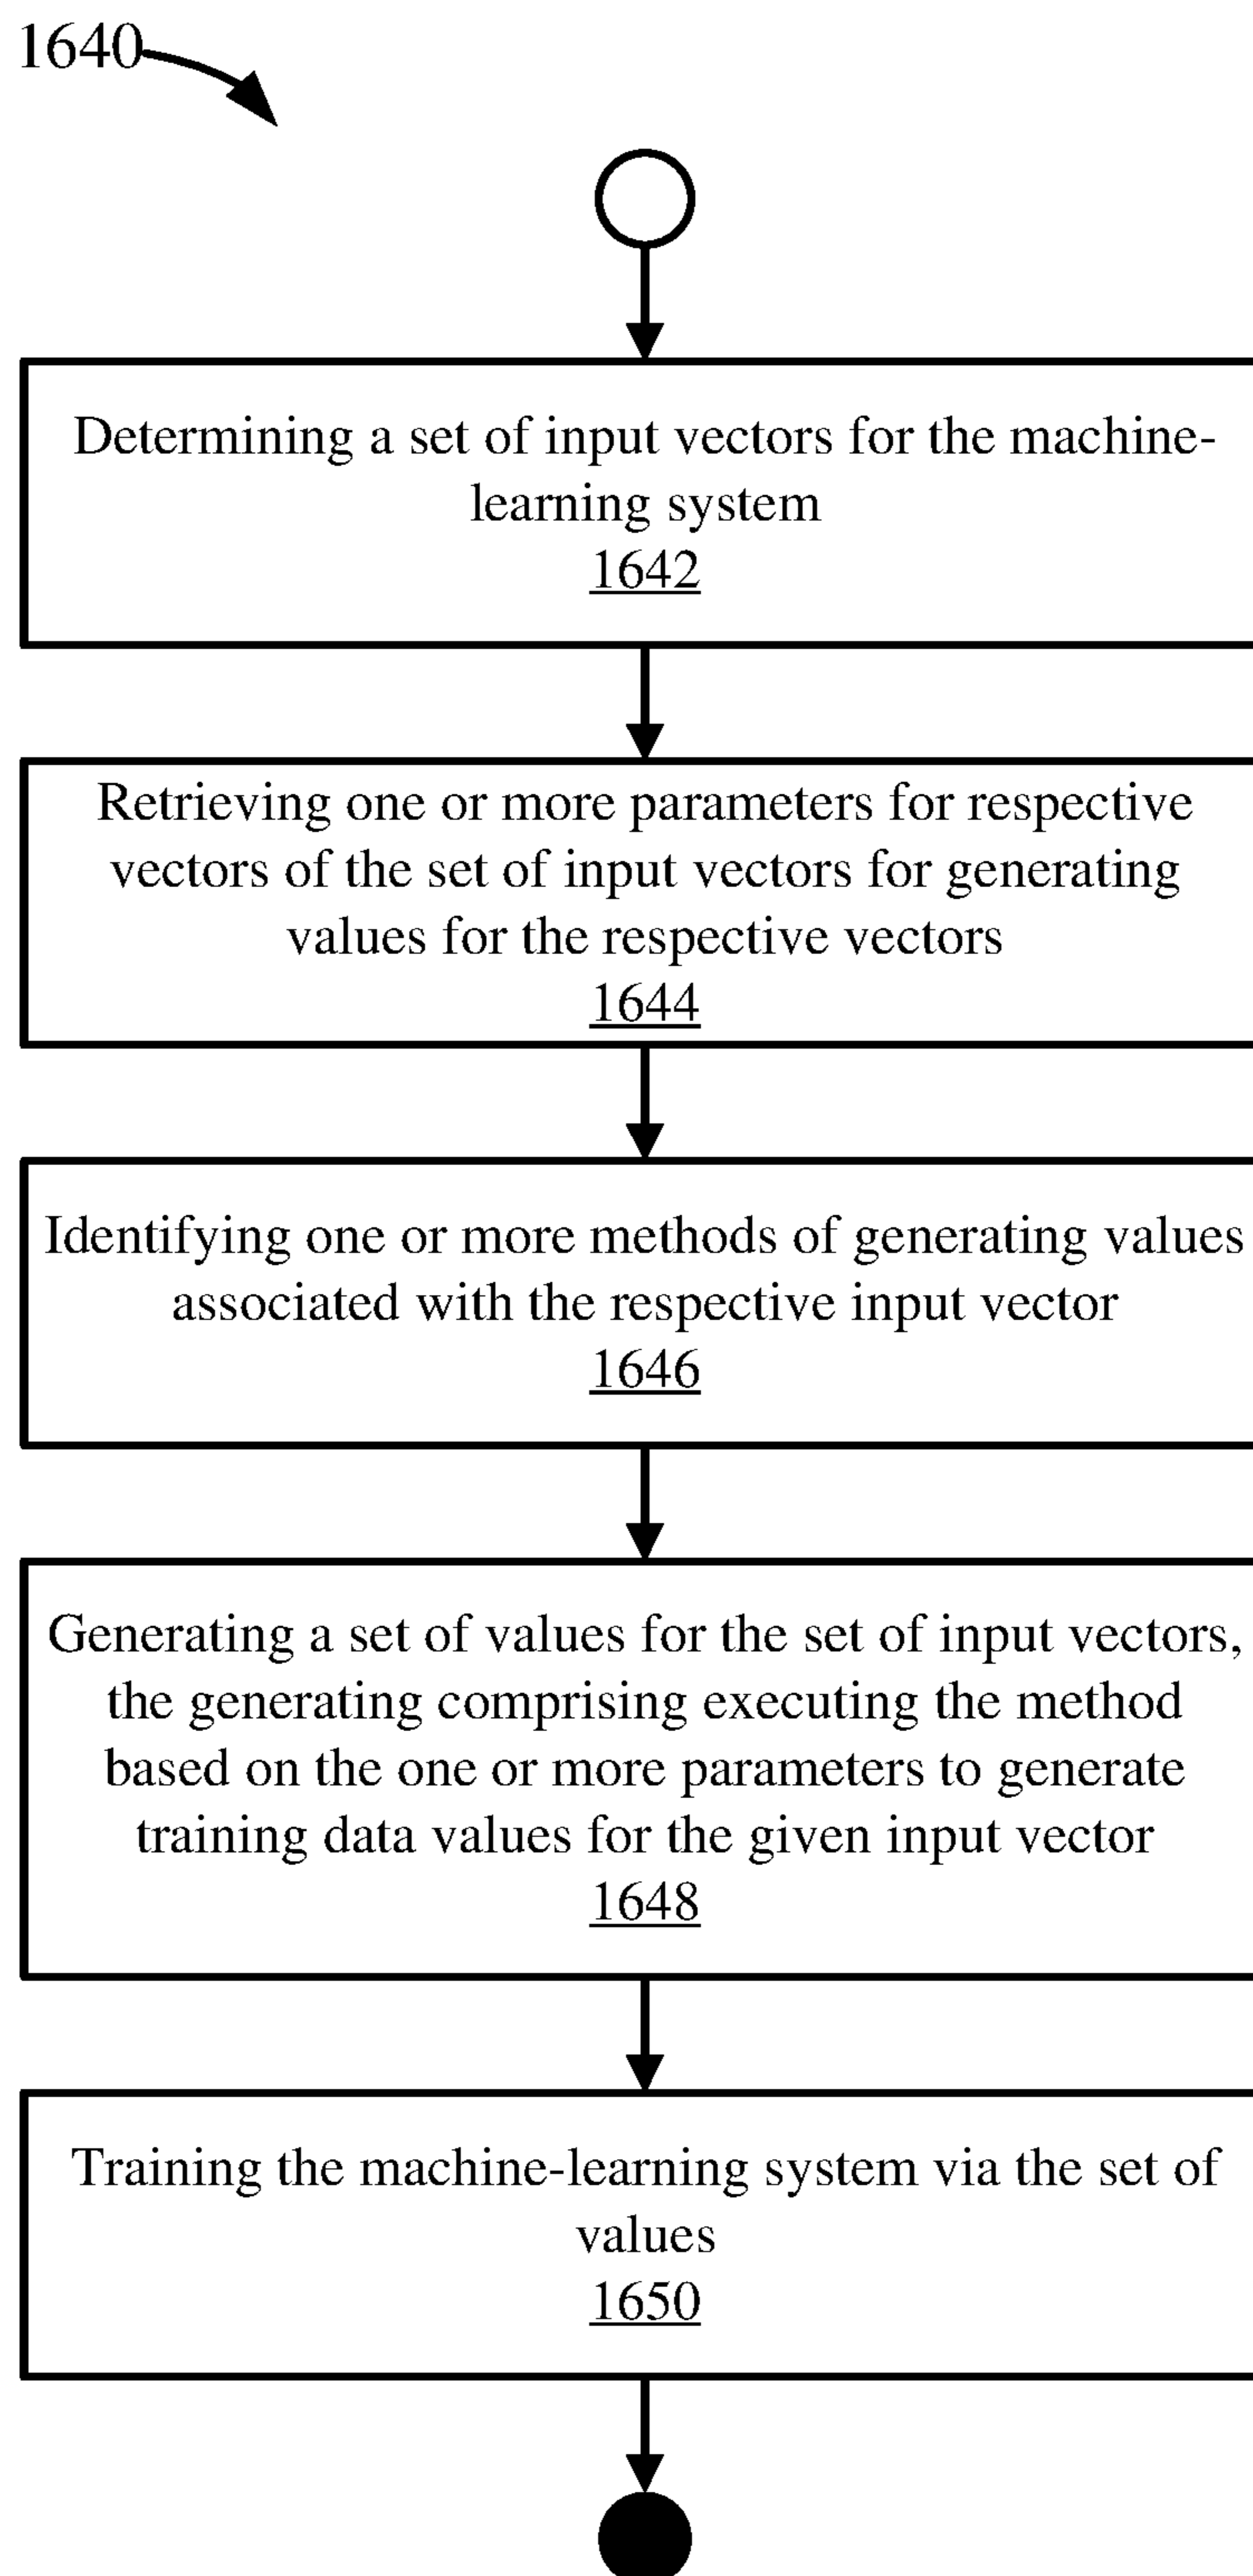 1640
Determining a set of input vectors for the machine-
learning system
1642
Retrieving one or more parameters for respective
vectors of the set of input vectors for generating
values for the respective vectors
1644
Identifying one or more methods of generating values
associated with the respective input vector
1646
Generating a set of values for the set of input vectors,
the generating comprising executing the method
based on the one or more parameters to generate
training data values for the given input vector
1648
Training the machine-learning system via the set of
values
1650